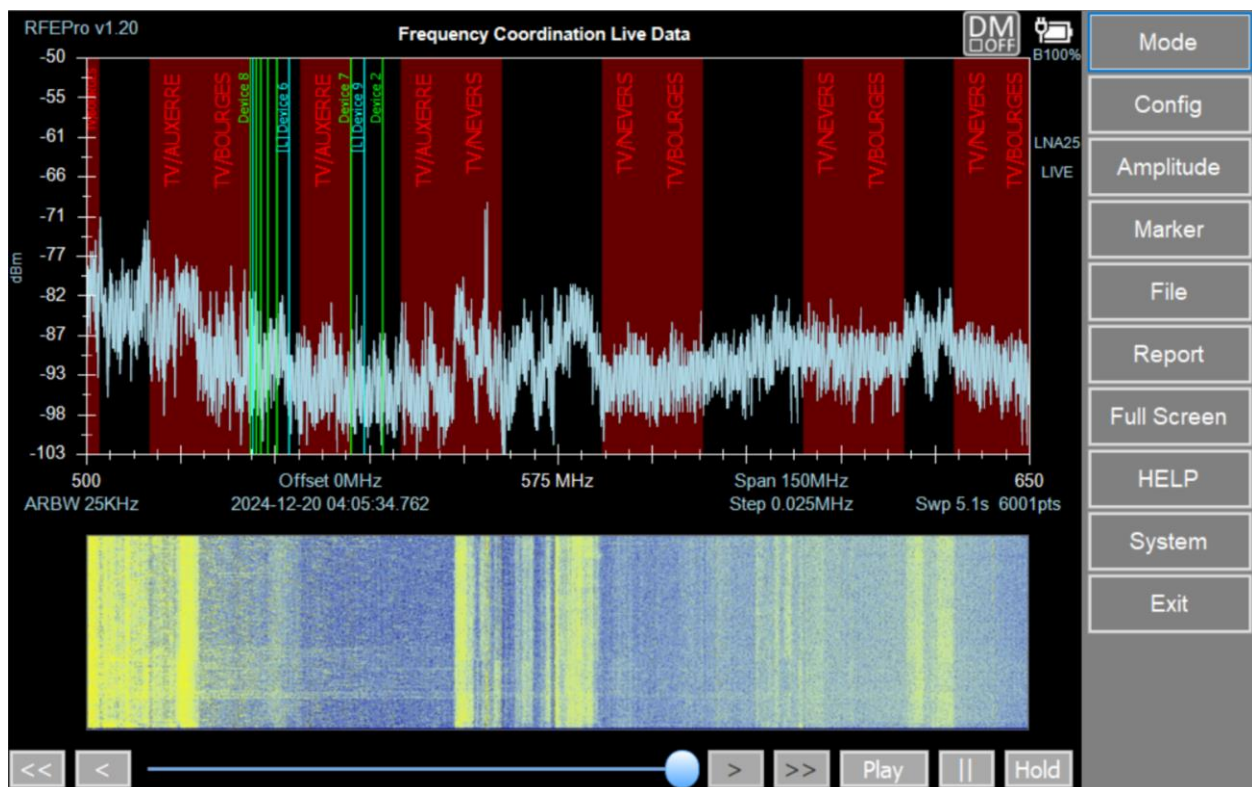 RFEPro v1.20
Frequency Coordination Live Data
DM
OFF
B100%
LNA25
LIVE
-50
-55
-61
-66
-71
-77
-82
-87
-93
-98
-103
dBm
TV/AUXERRE
TV/BOURGES
Device 8
[L]Device 6
TV/AUXERRE
Device 7
[L]Device 9
Device 2
TV/AUXERRE
TV/NEVERS
TV/NEVERS
TV/BOURGES
TV/NEVERS
TV/BOURGES
TV/NEVERS
TV/BOURGES
500 Offset 0MHz 575 MHz Span 150MHz 650
ARBW 25KHz 2024-12-20 04:05:34.762 Step 0.025MHz Swp 5.1s 6001pts
<< < > >> Play || Hold
Mode
Config
Amplitude
Marker
File
Report
Full Screen
HELP
System
Exit